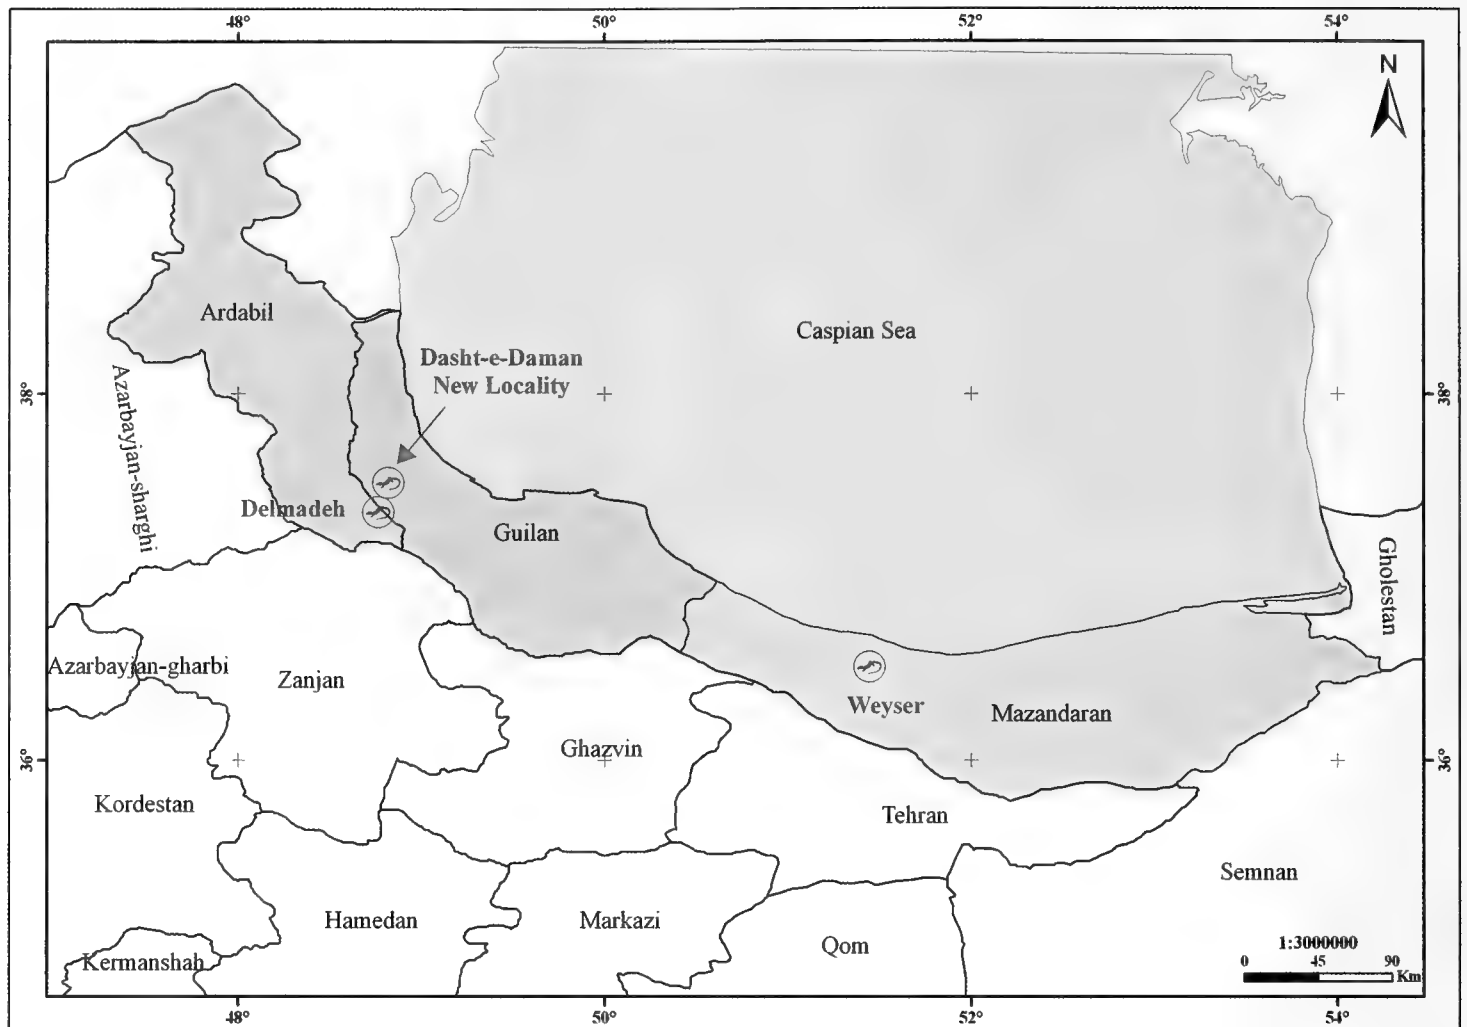 48° 50° 52° 54°
N
Ardabil
Caspian Sea
Dasht-e-Daman
New Locality
38° 38°
Azarbayjan-sharghi
Delmadeh
Guilan
Gholestan
Azarbayjan-gharbi
Zanjan
Weyser
Mazandaran
Ghazvin
36° 36°
Kordestan
Tehran
Semnan
Hamedan
Markazi
Qom
1:3000000
Kermanshah
0 45 90
Km
48° 50° 52° 54°